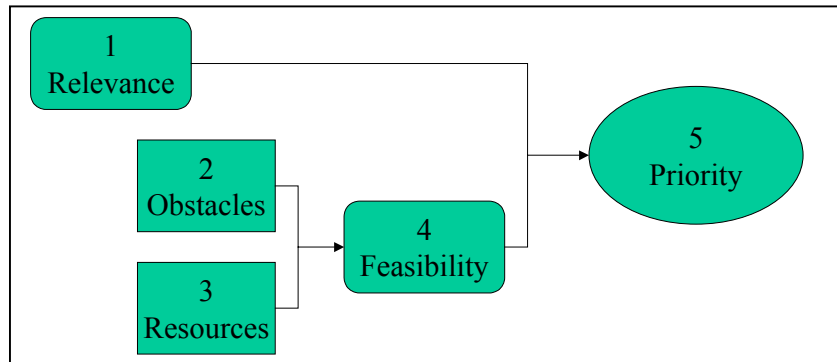 1
Relevance
2
Obstacles
3
Resources
4
Feasibility
5
Priority